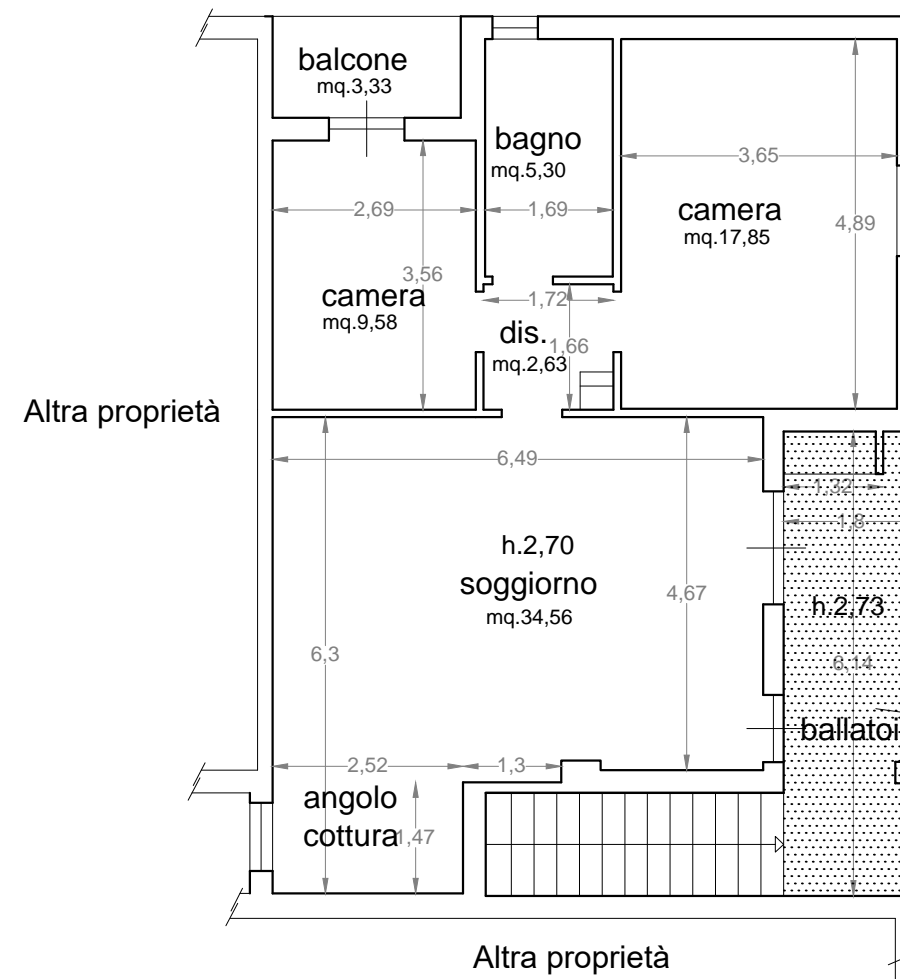 balcone
mq.3,33
bagno
mq.5,30
3,65
camera
mq.17,85
4,89
2,69
1,69
3,56
camera
mq.9,58
1,72
dis.
1,66
mq.2,63
Altra proprietà
6,49
1,32
1,8
h.2,70
soggiorno
mq.34,56
4,67
h.2,73
6,3
6,14
ballatoi
2,52
1,3
angolo
cottura
1,47
Altra proprietà